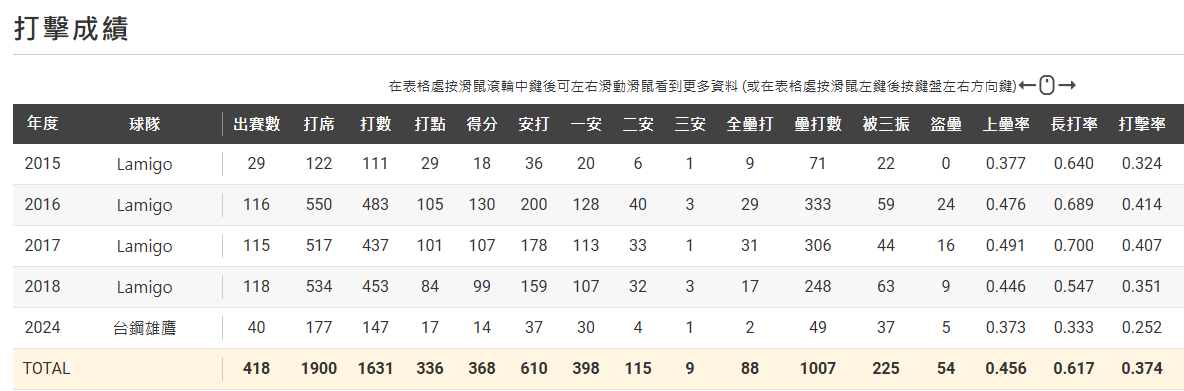 打擊成績
在表格處按滑鼠滾輪中鍵後可左右滑動滑鼠看到更多資料 (或在表格處按滑鼠左鍵後按鍵盤左右方向鍵)
年度 球隊 出賽數 打席 打數 打點 得分 安打 一安 二安 三安 全壘打 壘打數 被三振 盜壘 上壘率 長打率 打擊率
2015 Lamigo 29 122 111 29 18 36 20 6 1 9 71 22 0 0.377 0.640 0.324
2016 Lamigo 116 550 483 105 130 200 128 40 3 29 333 59 24 0.476 0.689 0.414
2017 Lamigo 115 517 437 101 107 178 113 33 1 31 306 44 16 0.491 0.700 0.407
2018 Lamigo 118 534 453 84 99 159 107 32 3 17 248 63 9 0.446 0.547 0.351
2024 台鋼雄鷹 40 177 147 17 14 37 30 4 1 2 49 37 5 0.373 0.333 0.252
TOTAL 418 1900 1631 336 368 610 398 115 9 88 1007 225 54 0.456 0.617 0.374